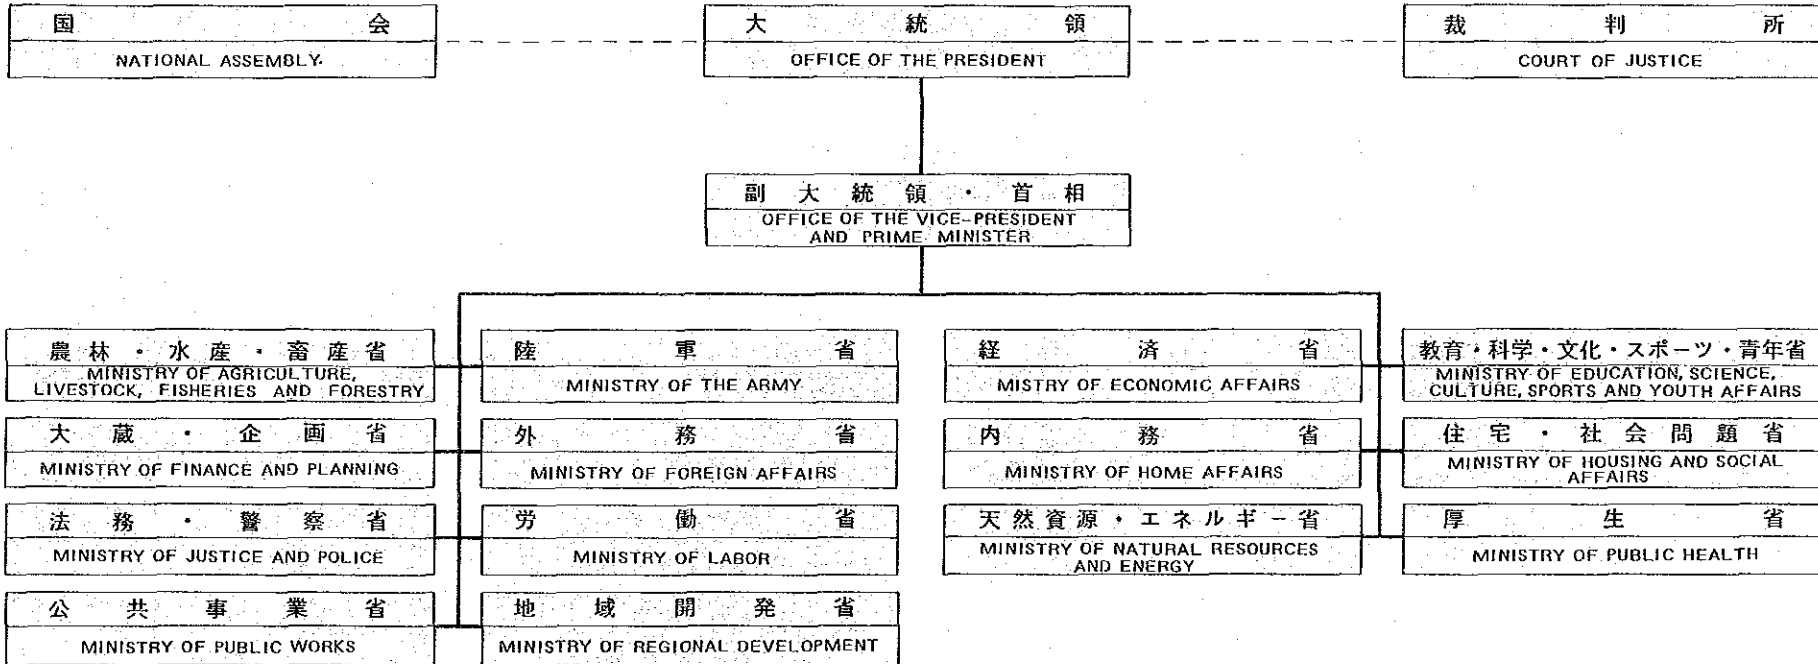 国会
NATIONAL ASSEMBLY.
大統領
OFFICE OF THE PRESIDENT
裁判所
COURT OF JUSTICE
副大統領・首相
OFFICE OF THE VICE-PRESIDENT
AND PRIME MINISTER
農林・水産・畜産省
MINISTRY OF AGRICULTURE,
LIVESTOCK, FISHERIES AND FORESTRY
陸軍省
MINISTRY OF THE ARMY
経済省
MISTRY OF ECONOMIC AFFAIRS
教育・科学・文化・スポーツ・青年省
MINISTRY OF EDUCATION, SCIENCE,
CULTURE, SPORTS AND YOUTH AFFAIRS
大蔵・企画省
MINISTRY OF FINANCE AND PLANNING
外務省
MINISTRY OF FOREIGN AFFAIRS
内務省
MINISTRY OF HOME AFFAIRS
住宅・社会問題省
MINISTRY OF HOUSING AND SOCIAL
AFFAIRS
法務・警察省
MINISTRY OF JUSTICE AND POLICE
労働省
MINISTRY OF LABOR
天然資源・エネルギー省
MINISTRY OF NATURAL RESOURCES
AND ENERGY
厚生省
MINISTRY OF PUBLIC HEALTH
公共事業省
MINISTRY OF PUBLIC WORKS
地域開発省
MINISTRY OF REGIONAL DEVELOPMENT